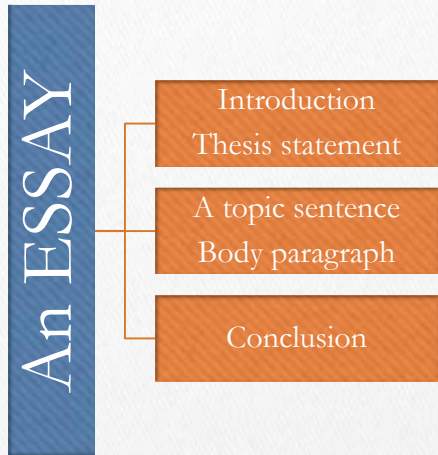 An ESSAY
Introduction
Thesis statement
A topic sentence
Body paragraph
Conclusion